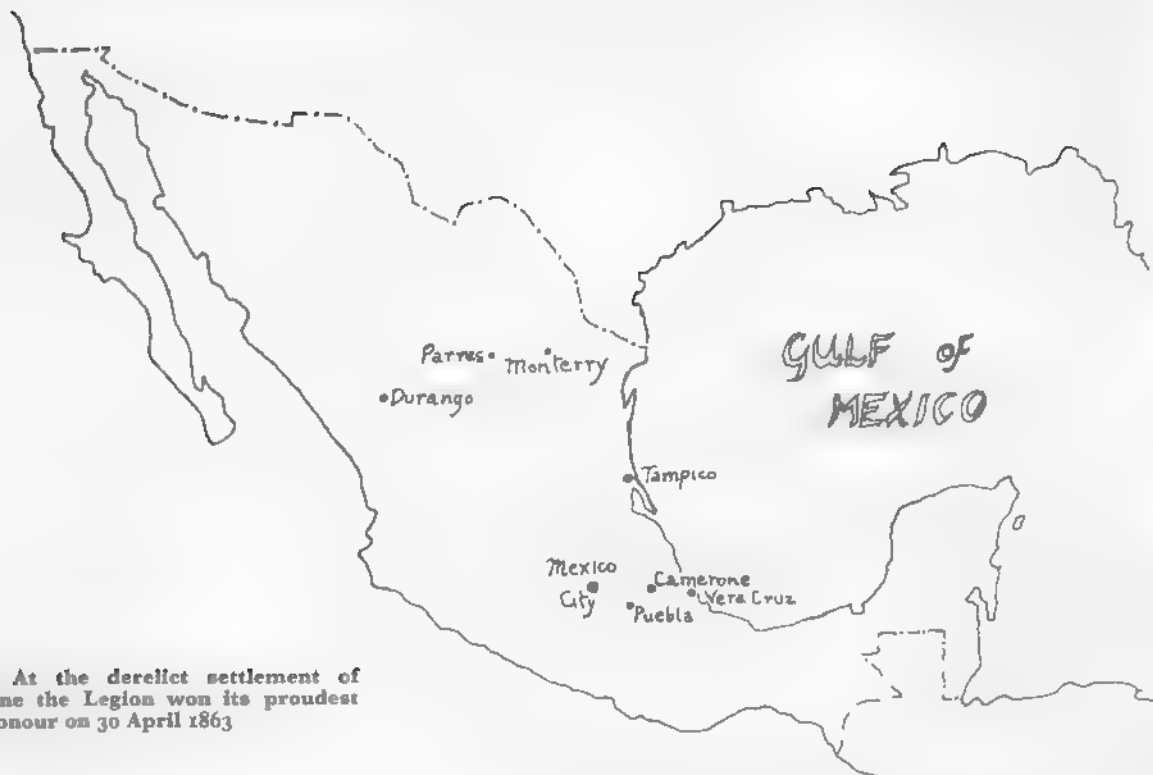 GULF OF
MEXICO
Parres
Monterry
Durango
Tampico
Mexico
City
Camerone
Vera Cruz
Puebla
At the derelict settlement of
ne the Legion won its proudest
onour on 30 April 1863